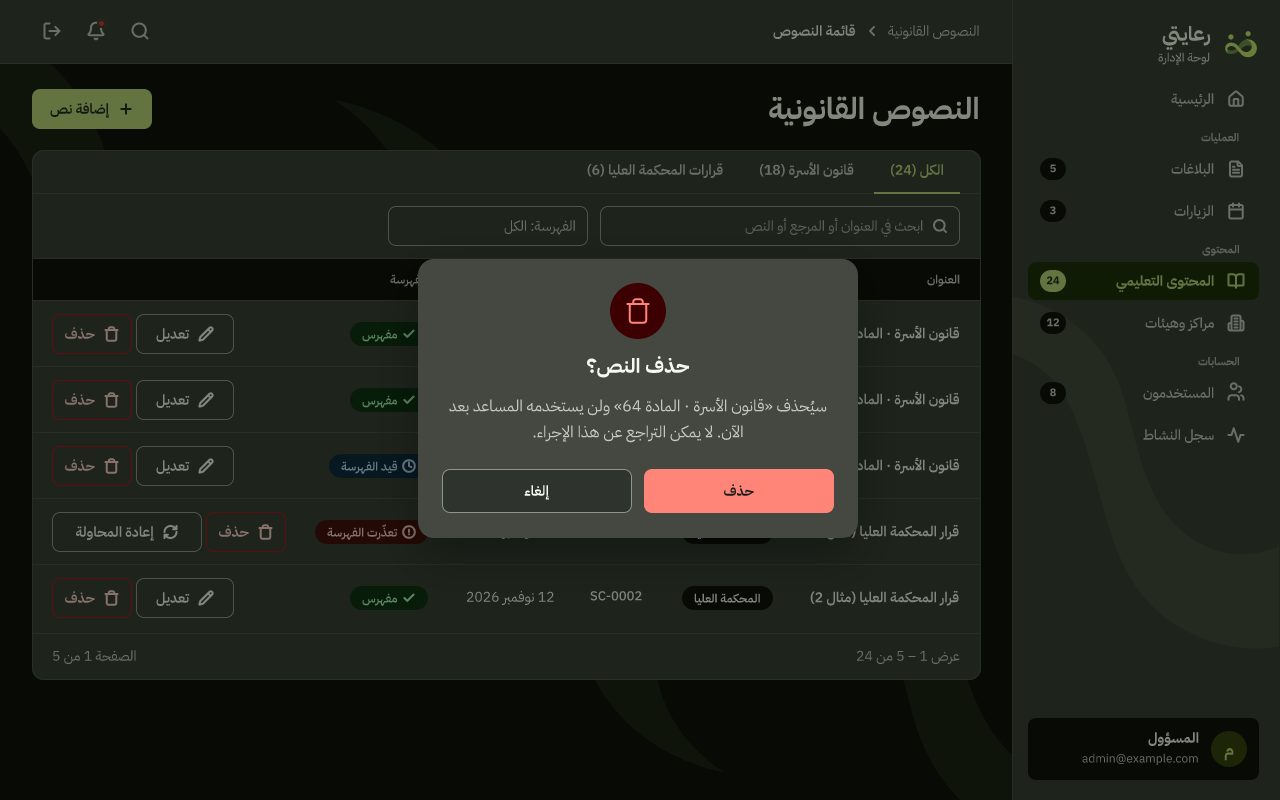 رعايتي
لوحة الإدارة
الرئيسية
العمليات
البلاغات 5
الزيارات 3
المحتوى
المحتوى التعليمي 24
مراكز وهيئات 12
الحسابات
المستخدمون 8
سجل النشاط
م
المسؤول
admin@example.com
النصوص القانونية
قائمة النصوص
النصوص القانونية
إضافة نص
الكل (24) قانون الأسرة (18) قرارات المحكمة العليا (6)
ابحث في العنوان أو المرجع أو النص
الفهرسة: الكل
العنوان
قانون الأسرة ·
مفهرس تعديل حذف
قانون الأسرة ·
مفهرس تعديل حذف
قانون الأسرة ·
قيد الفهرسة تعديل حذف
قرار المحكمة العليا
تعذّرت الفهرسة حذف إعادة المحاولة
قرار المحكمة العليا (مثال 2) المحكمة العليا SC-0002 12 نوفمبر 2026 مفهرس تعديل حذف
عرض 1 – 5 من 24
الصفحة 1 من 5
حذف النص؟
سيُحذف «قانون الأسرة · المادة 64» ولن يستخدمه المساعد بعد
الآن. لا يمكن التراجع عن هذا الإجراء.
حذف
إلغاء